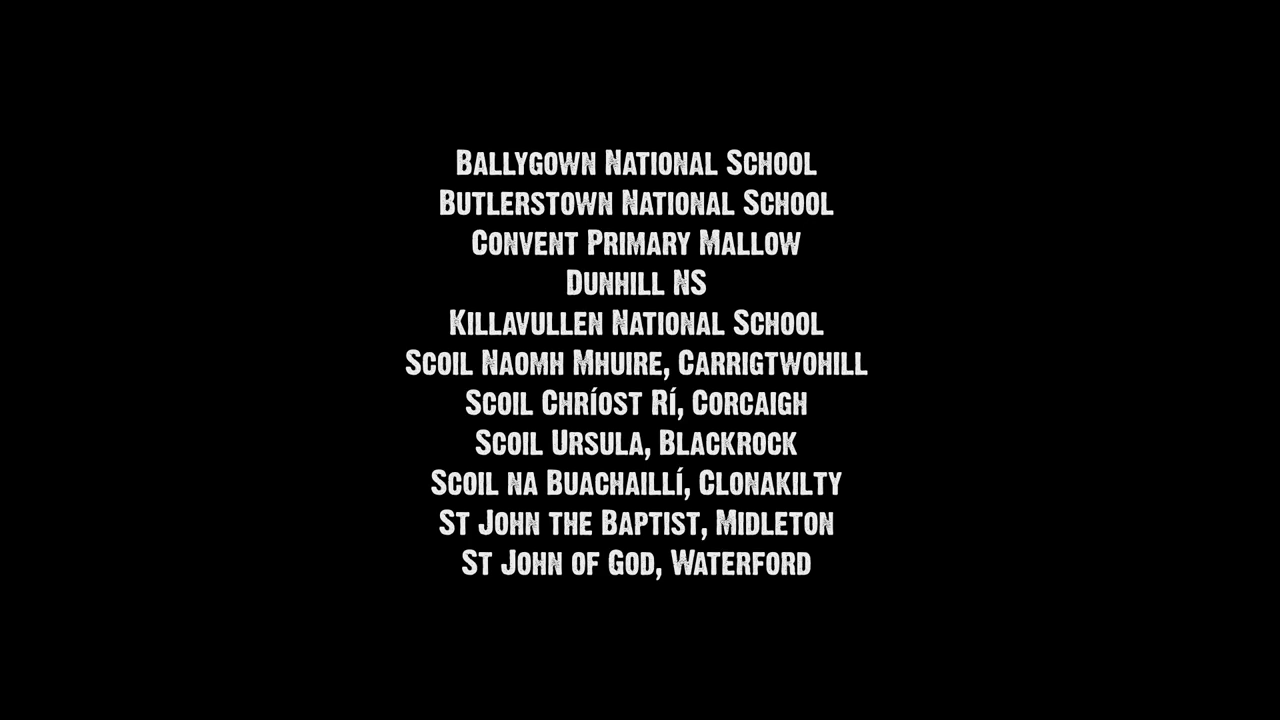 Ballygown National School
Butlerstown National School
Convent Primary Mallow
Dunhill NS
Killavullen National School
Scoil Naomh Mhuire, Carrigtwohill
Scoil Chríost Rí, Corcaigh
Scoil Ursula, Blackrock
Scoil na Buachaillí, Clonakilty
St John the Baptist, Midleton
St John of God, Waterford